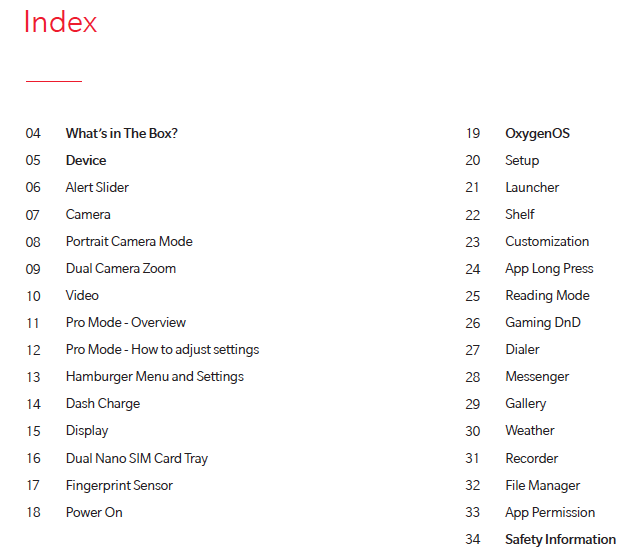 Index
04 What's in The Box?
05 Device
06 Alert Slider
07 Camera
08 Portrait Camera Mode
09 Dual Camera Zoom
10 Video
11 Pro Mode - Overview
12 Pro Mode - How to adjust settings
13 Hamburger Menu and Settings
14 Dash Charge
15 Display
16 Dual Nano SIM Card Tray
17 Fingerprint Sensor
18 Power On
19 OxygenOS
20 Setup
21 Launcher
22 Shelf
23 Customization
24 App Long Press
25 Reading Mode
26 Gaming DnD
27 Dialer
28 Messenger
29 Gallery
30 Weather
31 Recorder
32 File Manager
33 App Permission
34 Safety Information